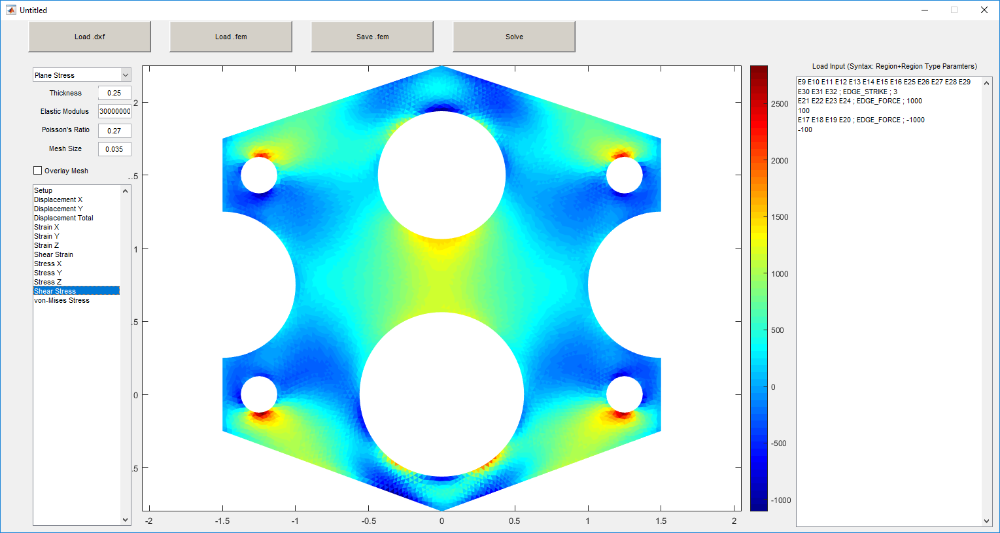 Untitled
Load .dxf
Load .fem
Save .fem
Solve
Plane Stress
Thickness 0.25
Elastic Modulus 30000000
Poisson's Ratio 0.27
Mesh Size 0.035
Overlay Mesh
Setup
Displacement X
Displacement Y
Displacement Total
Strain X
Strain Y
Strain Z
Shear Strain
Stress X
Stress Y
Stress Z
Shear Stress
von-Mises Stress
2
..5
1
.5
0
.5
-2 -1.5 -1 -0.5 0 0.5 1 1.5 2
2500
2000
1500
1000
500
0
-500
-1000
Load Input (Syntax: Region+Region Type Paramters)
E9 E10 E11 E12 E13 E14 E15 E16 E25 E26 E27 E28 E29
E30 E31 E32 ; EDGE_STRIKE ; 3
E21 E22 E23 E24 ; EDGE_FORCE ; 1000
100
E17 E18 E19 E20 ; EDGE_FORCE ; -1000
-100